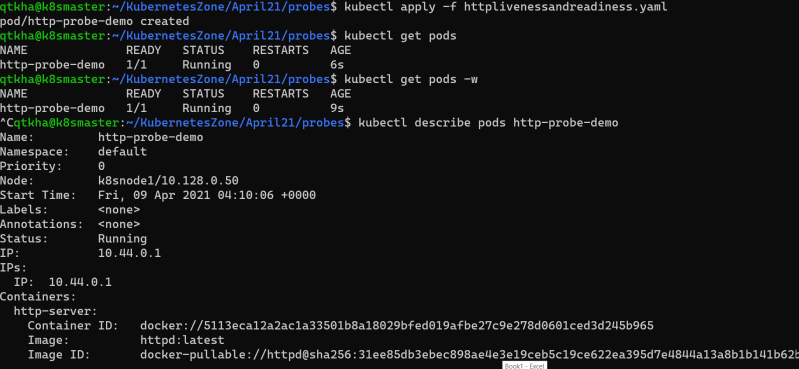 qtkha@k8smaster:~/KubernetesZone/April21/probes$ kubectl apply -f httplivenessandreadiness.yaml
pod/http-probe-demo created
qtkha@k8smaster:~/KubernetesZone/April21/probes$ kubectl get pods
NAME              READY   STATUS    RESTARTS   AGE
http-probe-demo   1/1     Running   0          6s
qtkha@k8smaster:~/KubernetesZone/April21/probes$ kubectl get pods -w
NAME              READY   STATUS    RESTARTS   AGE
http-probe-demo   1/1     Running   0          9s
^Cqtkha@k8smaster:~/KubernetesZone/April21/probes$ kubectl describe pods http-probe-demo
Name:         http-probe-demo
Namespace:    default
Priority:     0
Node:         k8snode1/10.128.0.50
Start Time:   Fri, 09 Apr 2021 04:10:06 +0000
Labels:       <none>
Annotations:  <none>
Status:       Running
IP:           10.44.0.1
IPs:
  IP:  10.44.0.1
Containers:
  http-server:
    Container ID:   docker://5113eca12a2ac1a33501b8a18029bfed019afbe27c9e278d0601ced3d245b965
    Image:          httpd:latest
    Image ID:       docker-pullable://httpd@sha256:31ee85db3ebec898ae4e3e19ceb5c19ce622ea395d7e4844a13a8b1b141b62b
Book1 - Excel